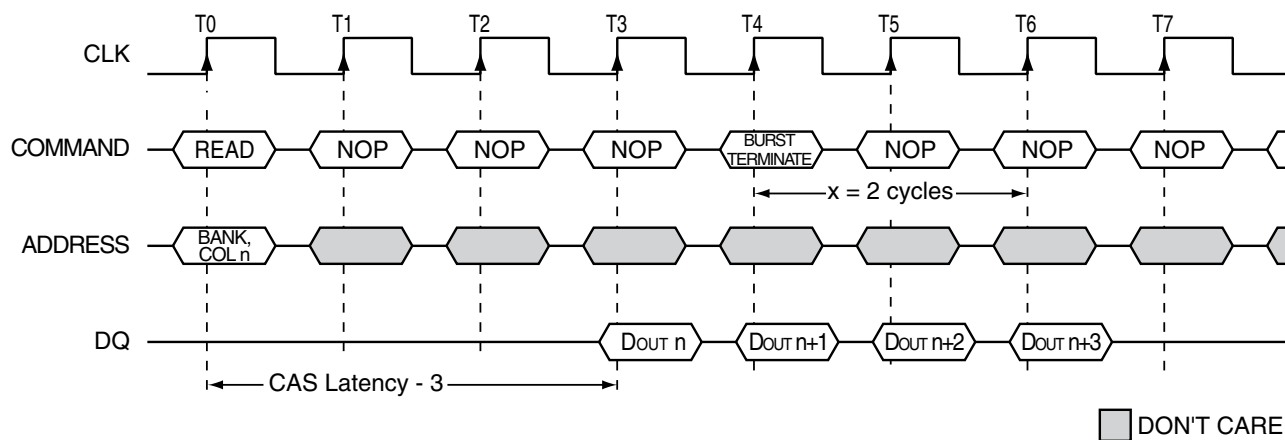 T0 T1 T2 T3 T4 T5 T6 T7
CLK
COMMAND READ NOP NOP NOP BURST TERMINATE NOP NOP NOP
x = 2 cycles
ADDRESS BANK, COL n
DQ DOUT n DOUT n+1 DOUT n+2 DOUT n+3
CAS Latency - 3
DON'T CARE